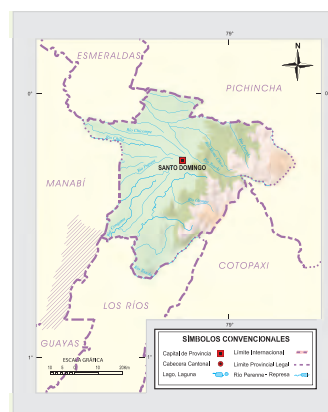 79°
ESMERALDAS
N
PICHINCHA
0°
0°
SANTO DOMINGO
MANABÍ
COTOPAXI
LOS RÍOS
79°
GUAYAS
1°
1°
ESCALA GRÁFICA
SÍMBOLOS CONVENCIONALES
Capital de Provincia
Límite Internacional
Cabecera Cantonal
Límite Provincial Legal
Lago, Laguna
Río Perenne - Represa